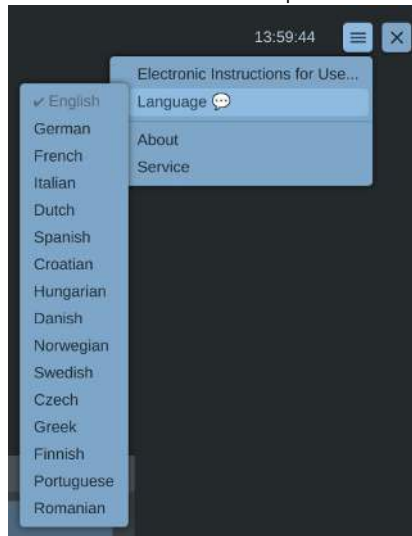 13:59:44
Electronic Instructions for Use...
Language 💬
About
Service
✔ English
German
French
Italian
Dutch
Spanish
Croatian
Hungarian
Danish
Norwegian
Swedish
Czech
Greek
Finnish
Portuguese
Romanian